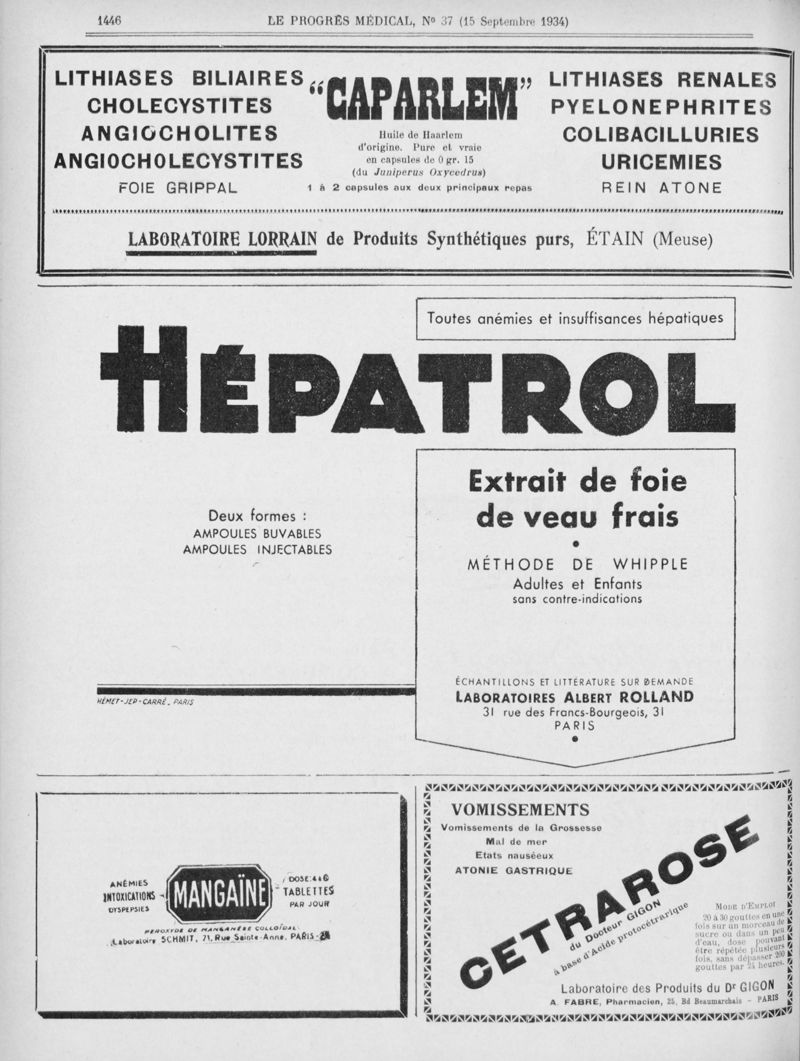 1446
LE PROGRÈS MÉDICAL, No 37 (15 Septembre 1934)
LITHIASES BILIAIRES
CHOLECYSTITES
ANGIOCHOLITES
ANGIOCHOLECYSTITES
FOIE GRIPPAL
"CAPARLEM"
Huile de Haarlem
d'origine. Pure et vraie
en capsules de 0 gr. 15
(du Juniperus Oxycedrus)
1 à 2 capsules aux deux principaux repas
LITHIASES RENALES
PYELONEPHRITES
COLIBACILLURIES
URICEMIES
REIN ATONE
LABORATOIRE LORRAIN de Produits Synthétiques purs, ÉTAIN (Meuse)
Toutes anémies et insuffisances hépatiques
HÉPATROL
Deux formes :
AMPOULES BUVABLES
AMPOULES INJECTABLES
Extrait de foie
de veau frais
MÉTHODE DE WHIPPLE
Adultes et Enfants
sans contre-indications
ÉCHANTILLONS ET LITTÉRATURE SUR DEMANDE
LABORATOIRES ALBERT ROLLAND
31 rue des Francs-Bourgeois, 31
PARIS
HÉMET-JEP-CARRÉ. PARIS
ANÉMIES
INTOXICATIONS
DYSPEPSIES
MANGAÏNE
DOSE: 4 à 6
TABLETTES
PAR JOUR
PEROXYDE DE MANGANÈSE COLLOÏDAL
Laboratoire SCHMIT, 71, Rue Sainte-Anne, PARIS-2e
VOMISSEMENTS
Vomissements de la Grossesse
Mal de mer
Etats nauséeux
ATONIE GASTRIQUE
CETRAROSE
du Docteur GIGON
à base d'Acide protocétrarique
MODE D'EMPLOI
20 à 30 gouttes en une
fois sur un morceau de
sucre ou dans un peu
d'eau, dose pouvant
être répétée plusieurs
fois, sans dépasser 200
gouttes par 24 heures.
Laboratoire des Produits du Dr GIGON
A. FABRE, Pharmacien, 25, Bd Beaumarchais - PARIS